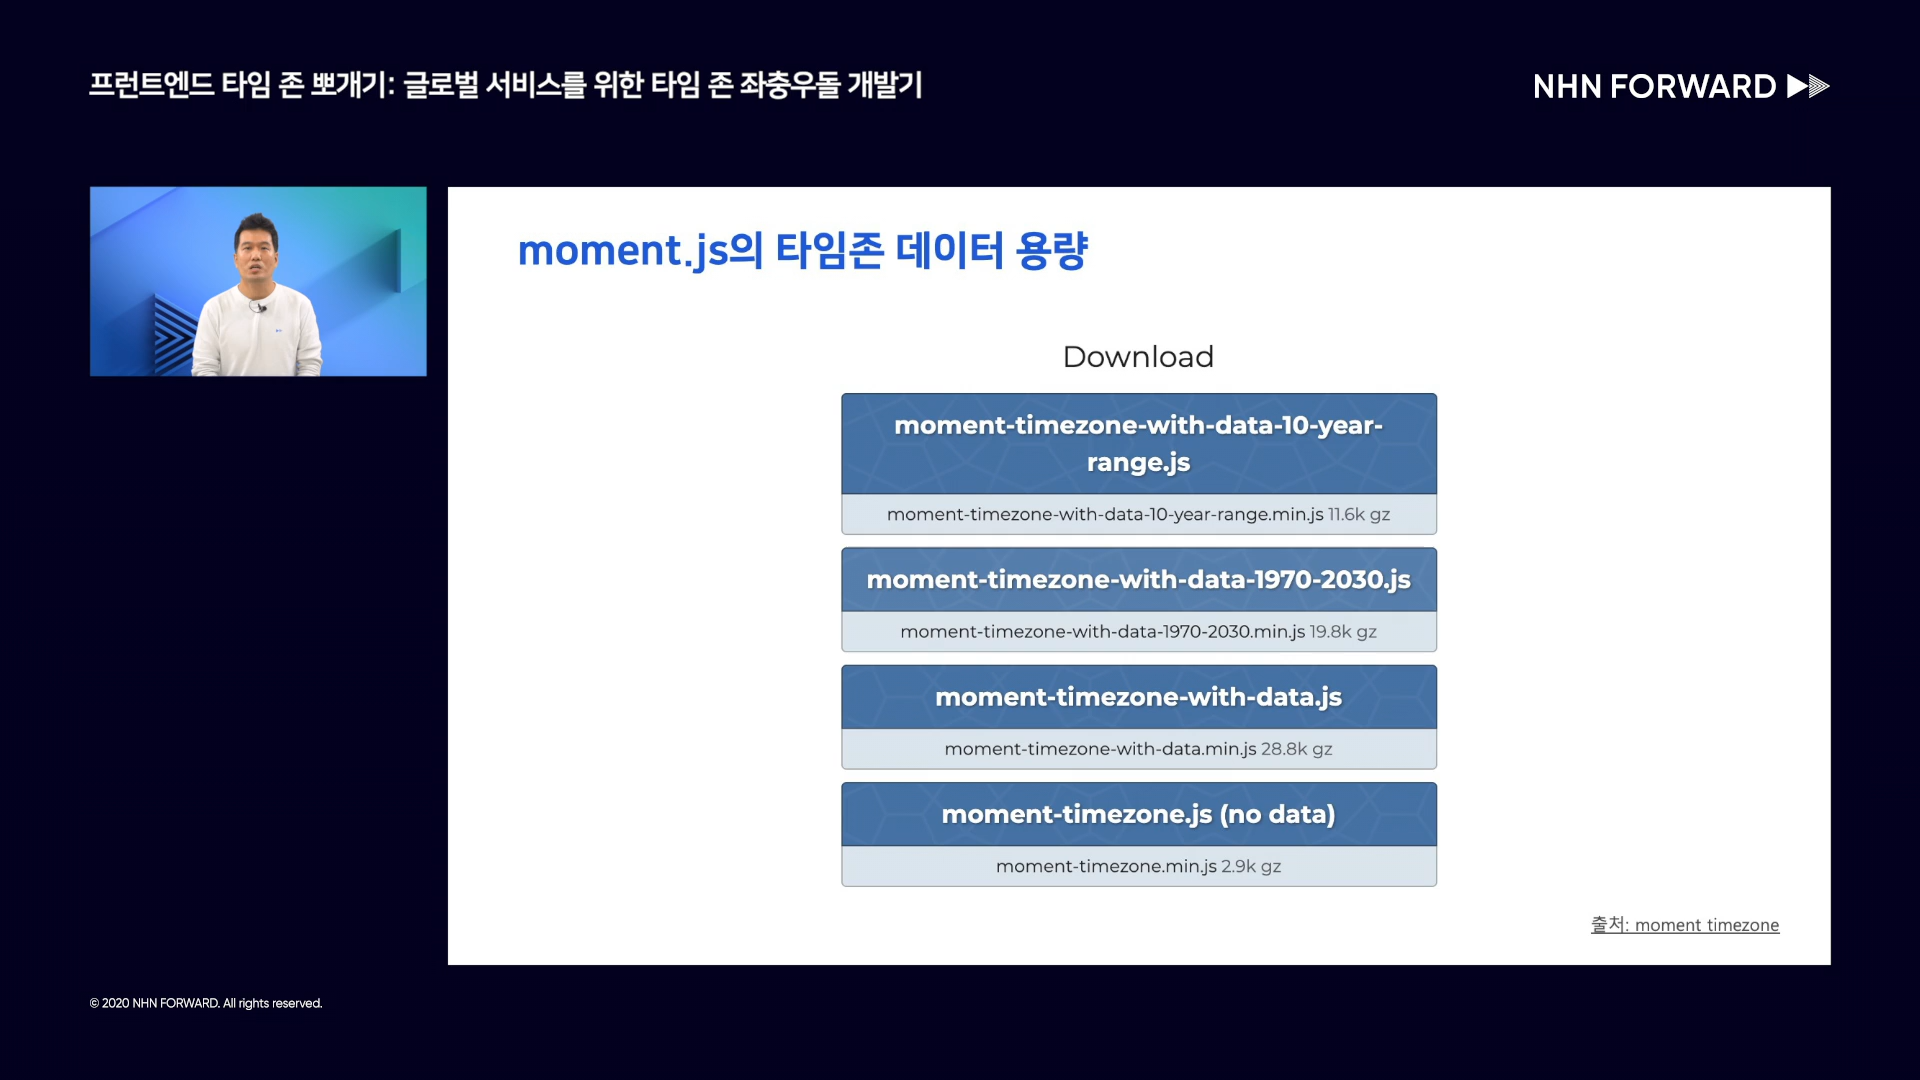 프런트엔드 타임 존 뽀개기: 글로벌 서비스를 위한 타임 존 좌충우돌 개발기
NHN FORWARD
moment.js의 타임존 데이터 용량
Download
moment-timezone-with-data-10-year-
range.js
moment-timezone-with-data-10-year-range.min.js 11.6k gz
moment-timezone-with-data-1970-2030.js
moment-timezone-with-data-1970-2030.min.js 19.8k gz
moment-timezone-with-data.js
moment-timezone-with-data.min.js 28.8k gz
moment-timezone.js (no data)
moment-timezone.min.js 2.9k gz
출처: moment timezone
© 2020 NHN FORWARD. All rights reserved.